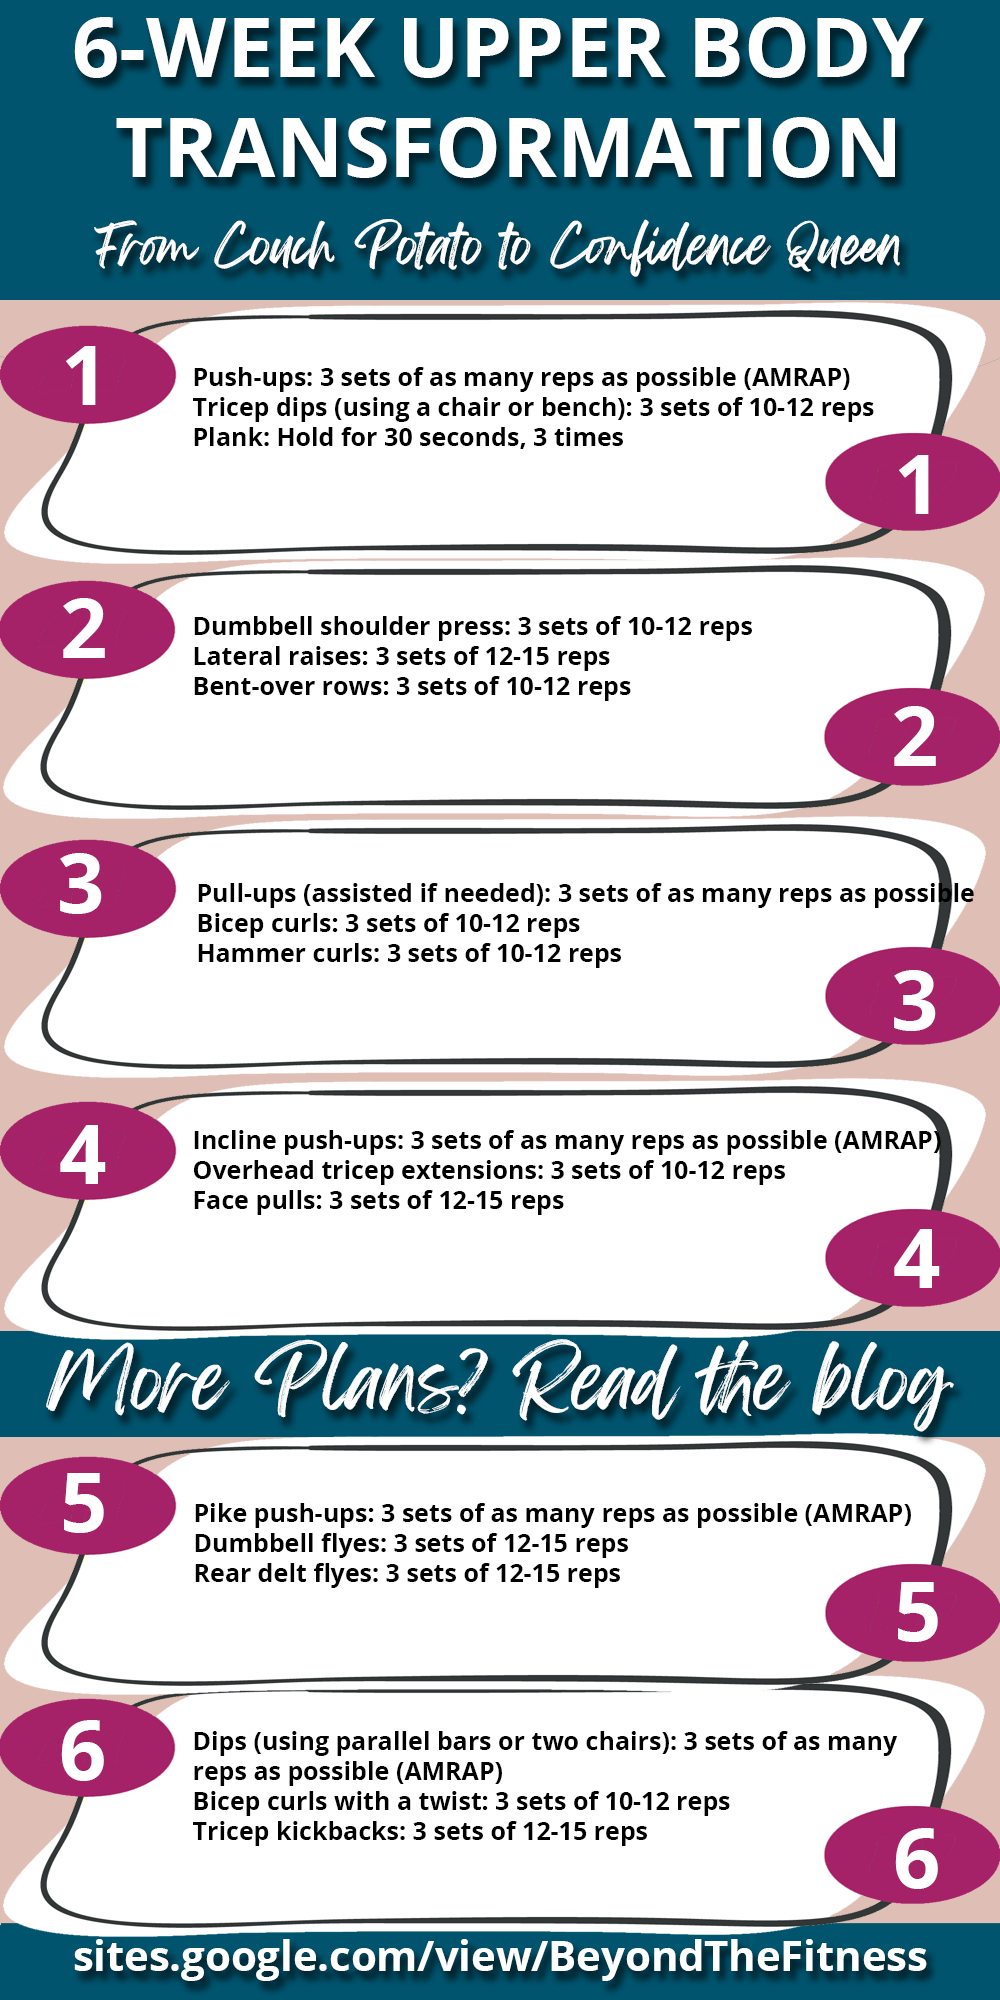 6-WEEK UPPER BODY
TRANSFORMATION
From Couch Potato to Confidence Queen
1
Push-ups: 3 sets of as many reps as possible (AMRAP)
Tricep dips (using a chair or bench): 3 sets of 10-12 reps
Plank: Hold for 30 seconds, 3 times
1
2
Dumbbell shoulder press: 3 sets of 10-12 reps
Lateral raises: 3 sets of 12-15 reps
Bent-over rows: 3 sets of 10-12 reps
2
3
Pull-ups (assisted if needed): 3 sets of as many reps as possible
Bicep curls: 3 sets of 10-12 reps
Hammer curls: 3 sets of 10-12 reps
3
4
Incline push-ups: 3 sets of as many reps as possible (AMRAP)
Overhead tricep extensions: 3 sets of 10-12 reps
Face pulls: 3 sets of 12-15 reps
4
More Plans? Read the blog
5
Pike push-ups: 3 sets of as many reps as possible (AMRAP)
Dumbbell flyes: 3 sets of 12-15 reps
Rear delt flyes: 3 sets of 12-15 reps
5
6
Dips (using parallel bars or two chairs): 3 sets of as many
reps as possible (AMRAP)
Bicep curls with a twist: 3 sets of 10-12 reps
Tricep kickbacks: 3 sets of 12-15 reps
6
sites.google.com/view/BeyondTheFitness